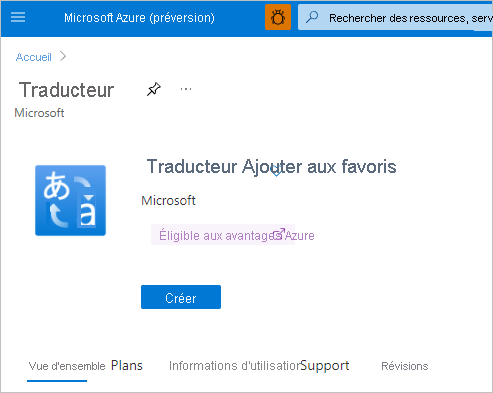 Microsoft Azure (préversion)
Rechercher des ressources, serv
Accueil
Traducteur
Microsoft
あ
a
Traducteur Ajouter aux favoris
Microsoft
Éligible aux avantages Azure
Créer
Vue d'ensemble Plans Informations d'utilisation Support Révisions